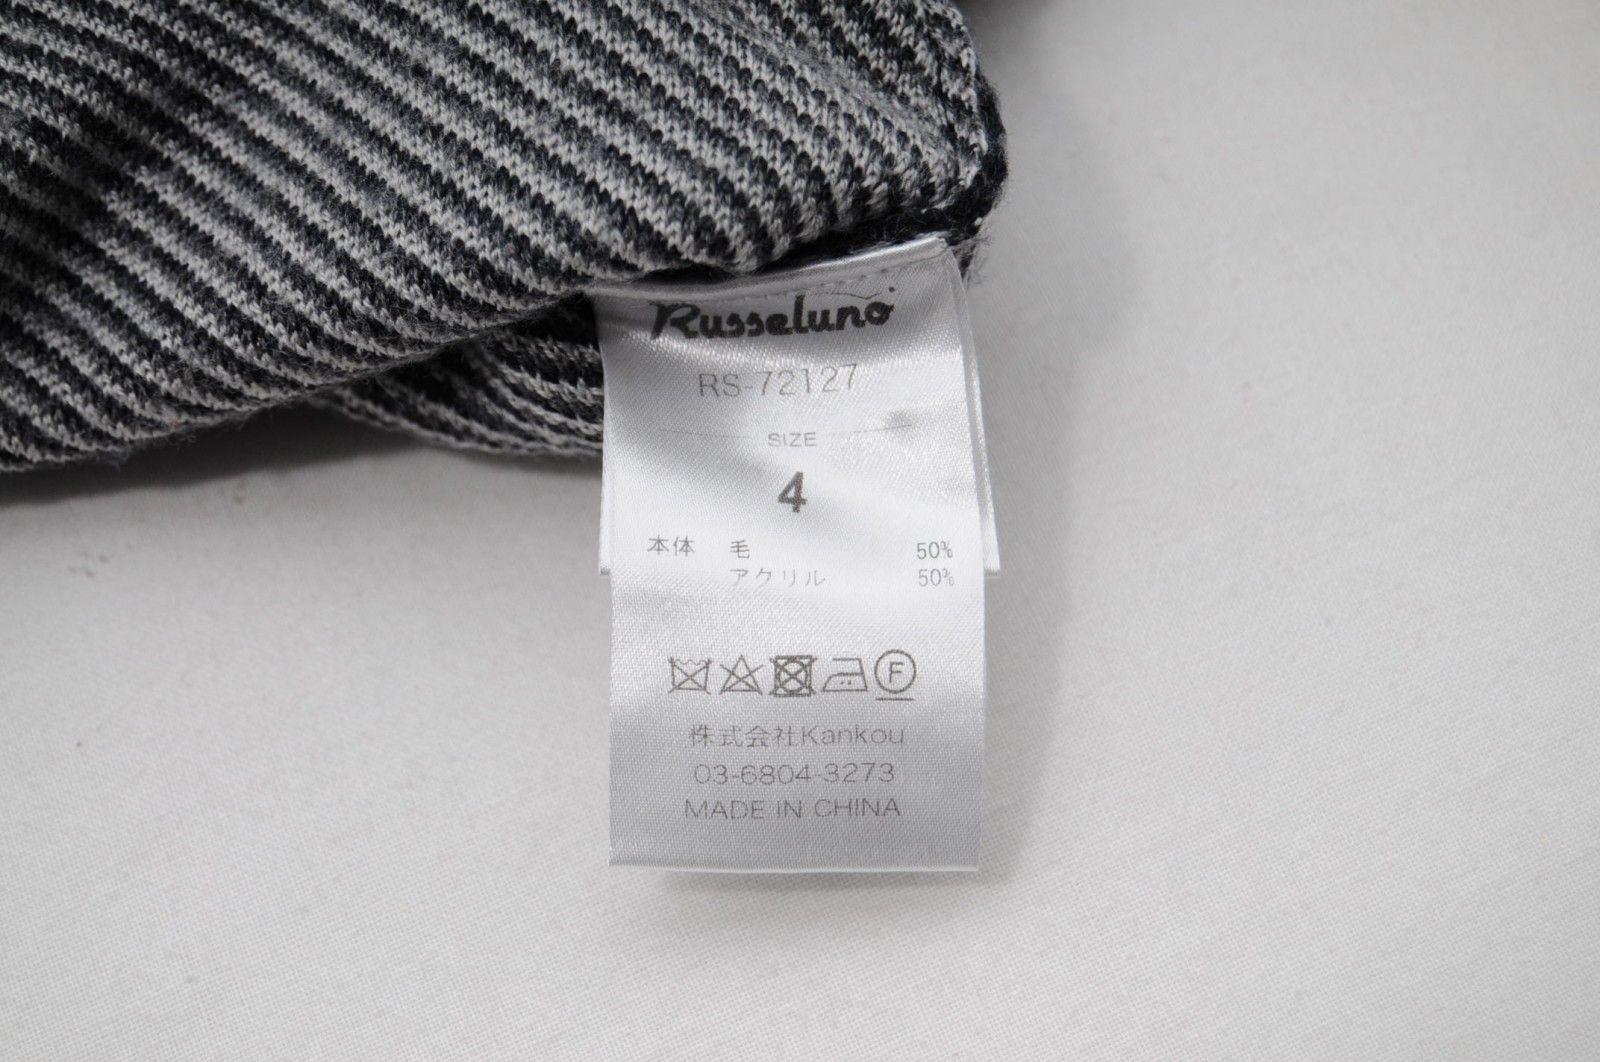 Russeluno
RS-72127
SIZE
4
本体 毛 50%
アクリル 50%
F
株式会社Kankou
03-6804-3273
MADE IN CHINA